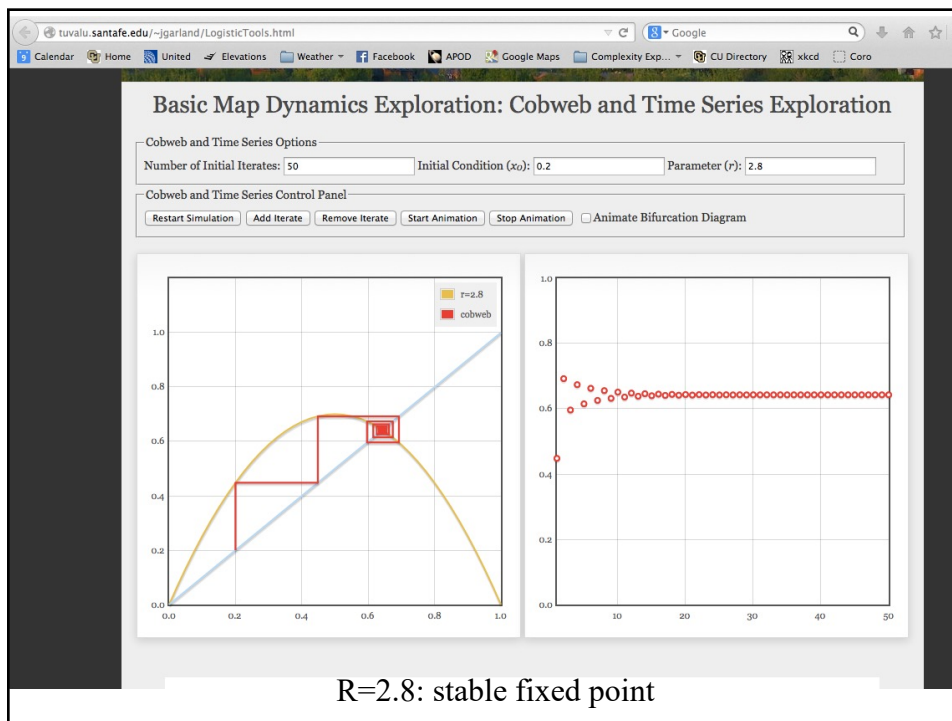 tuvalu.santafe.edu/~jgarland/LogisticTools.html
Google
Calendar Home United Elevations Weather Facebook APOD Google Maps Complexity Exp... CU Directory xkcd Coro
Basic Map Dynamics Exploration: Cobweb and Time Series Exploration
Cobweb and Time Series Options
Number of Initial Iterates: 50 Initial Condition (x0): 0.2 Parameter (r): 2.8
Cobweb and Time Series Control Panel
Restart Simulation Add Iterate Remove Iterate Start Animation Stop Animation Animate Bifurcation Diagram
r=2.8
cobweb
1.0
0.8
0.6
0.4
0.2
0.0
0.0 0.2 0.4 0.6 0.8 1.0
1.0
0.8
0.6
0.4
0.2
0.0
10 20 30 40 50
R=2.8: stable fixed point